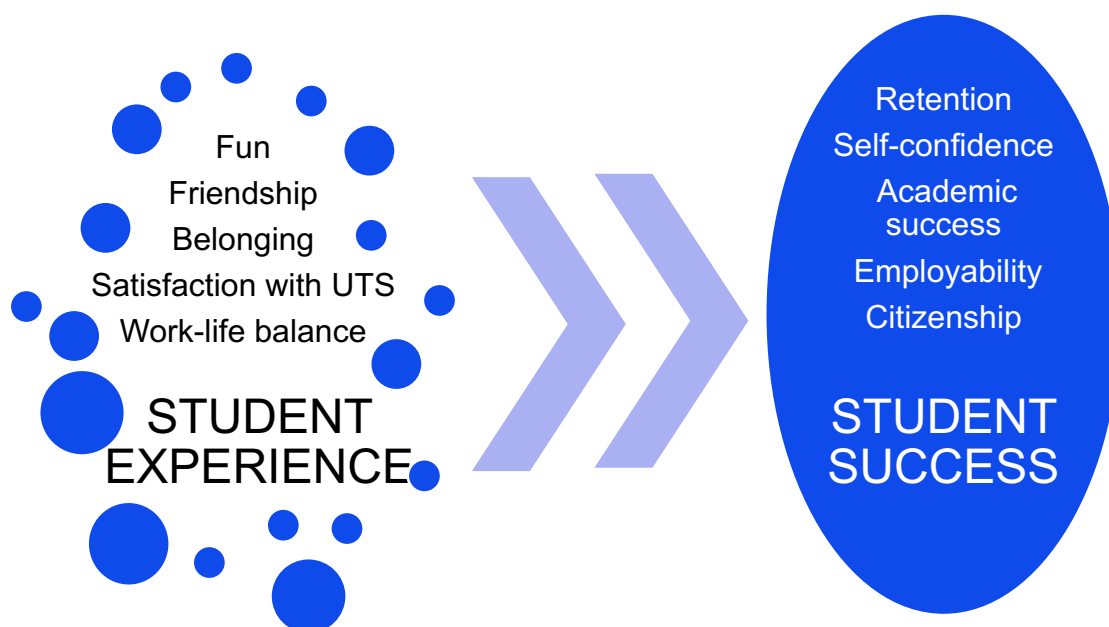 Fun
Friendship
Belonging
Satisfaction with UTS
Work-life balance
STUDENT
EXPERIENCE
Retention
Self-confidence
Academic
success
Employability
Citizenship
STUDENT
SUCCESS